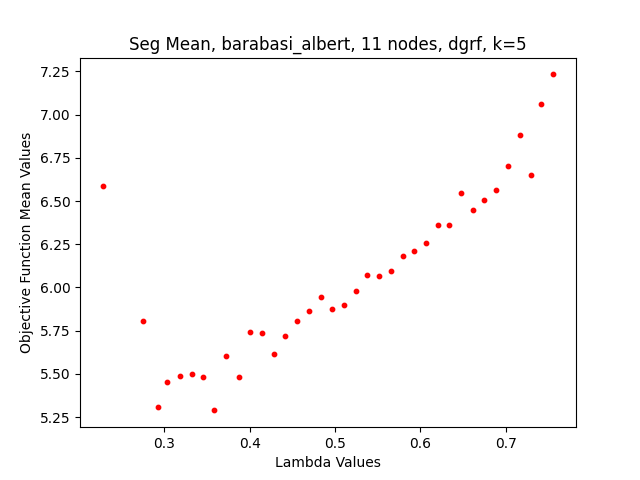 Seg Mean, barabasi_albert, 11 nodes, dgrf, k=5
7.25
7.00
6.75
6.50
6.25
6.00
5.75
5.50
5.25
Objective Function Mean Values
0.3 0.4 0.5 0.6 0.7
Lambda Values